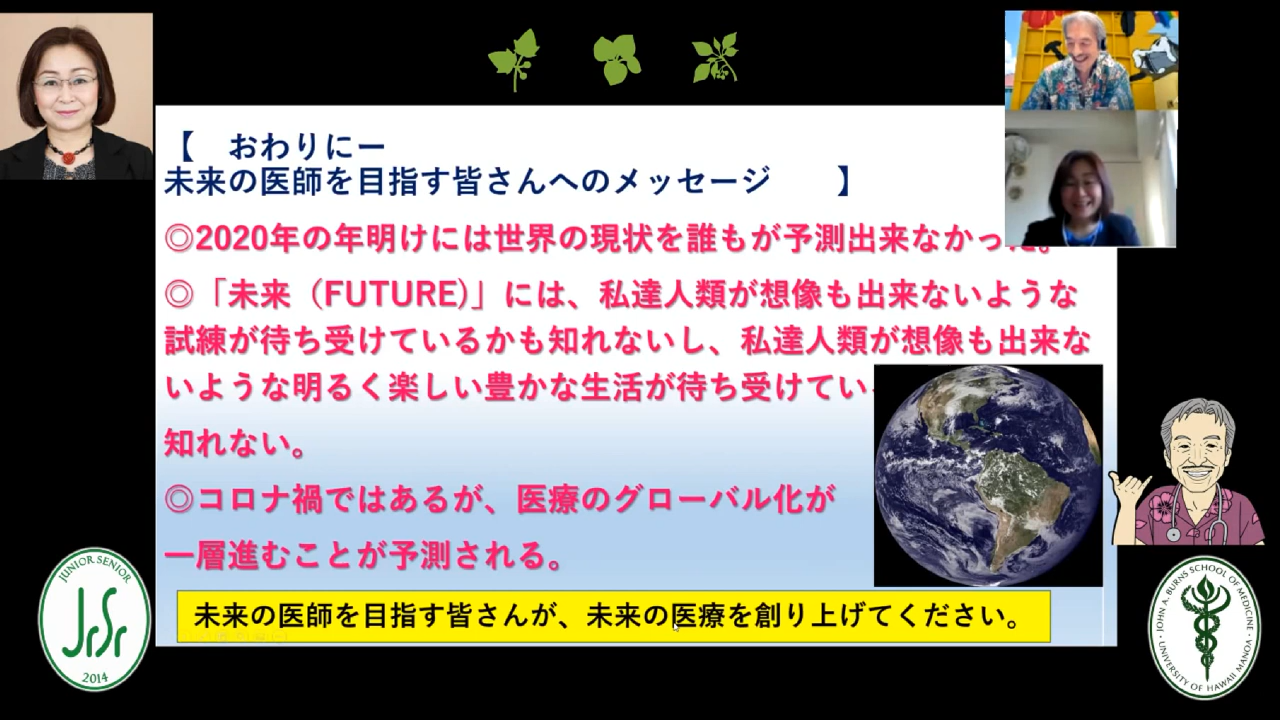 【　おわりにー
未来の医師を目指す皆さんへのメッセージ　　】
◎2020年の年明けには世界の現状を誰もが予測出来なかった。
◎「未来（FUTURE)」には、私達人類が想像も出来ないような
試練が待ち受けているかも知れないし、私達人類が想像も出来な
いような明るく楽しい豊かな生活が待ち受けてい
知れない。
◎コロナ禍ではあるが、医療のグローバル化が
一層進むことが予測される。
未来の医師を目指す皆さんが、未来の医療を創り上げてください。
JUNIOR SENIOR
JrSr
2014
JOHN A. BURNS SCHOOL OF MEDICINE
UNIVERSITY OF HAWAII MANOA